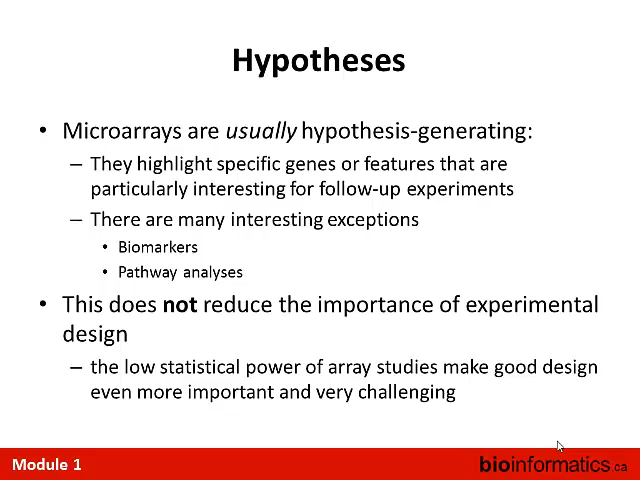 Hypotheses
• Microarrays are usually hypothesis-generating:
– They highlight specific genes or features that are
particularly interesting for follow-up experiments
– There are many interesting exceptions
• Biomarkers
• Pathway analyses
• This does not reduce the importance of experimental
design
– the low statistical power of array studies make good design
even more important and very challenging
Module 1
bioinformatics.ca